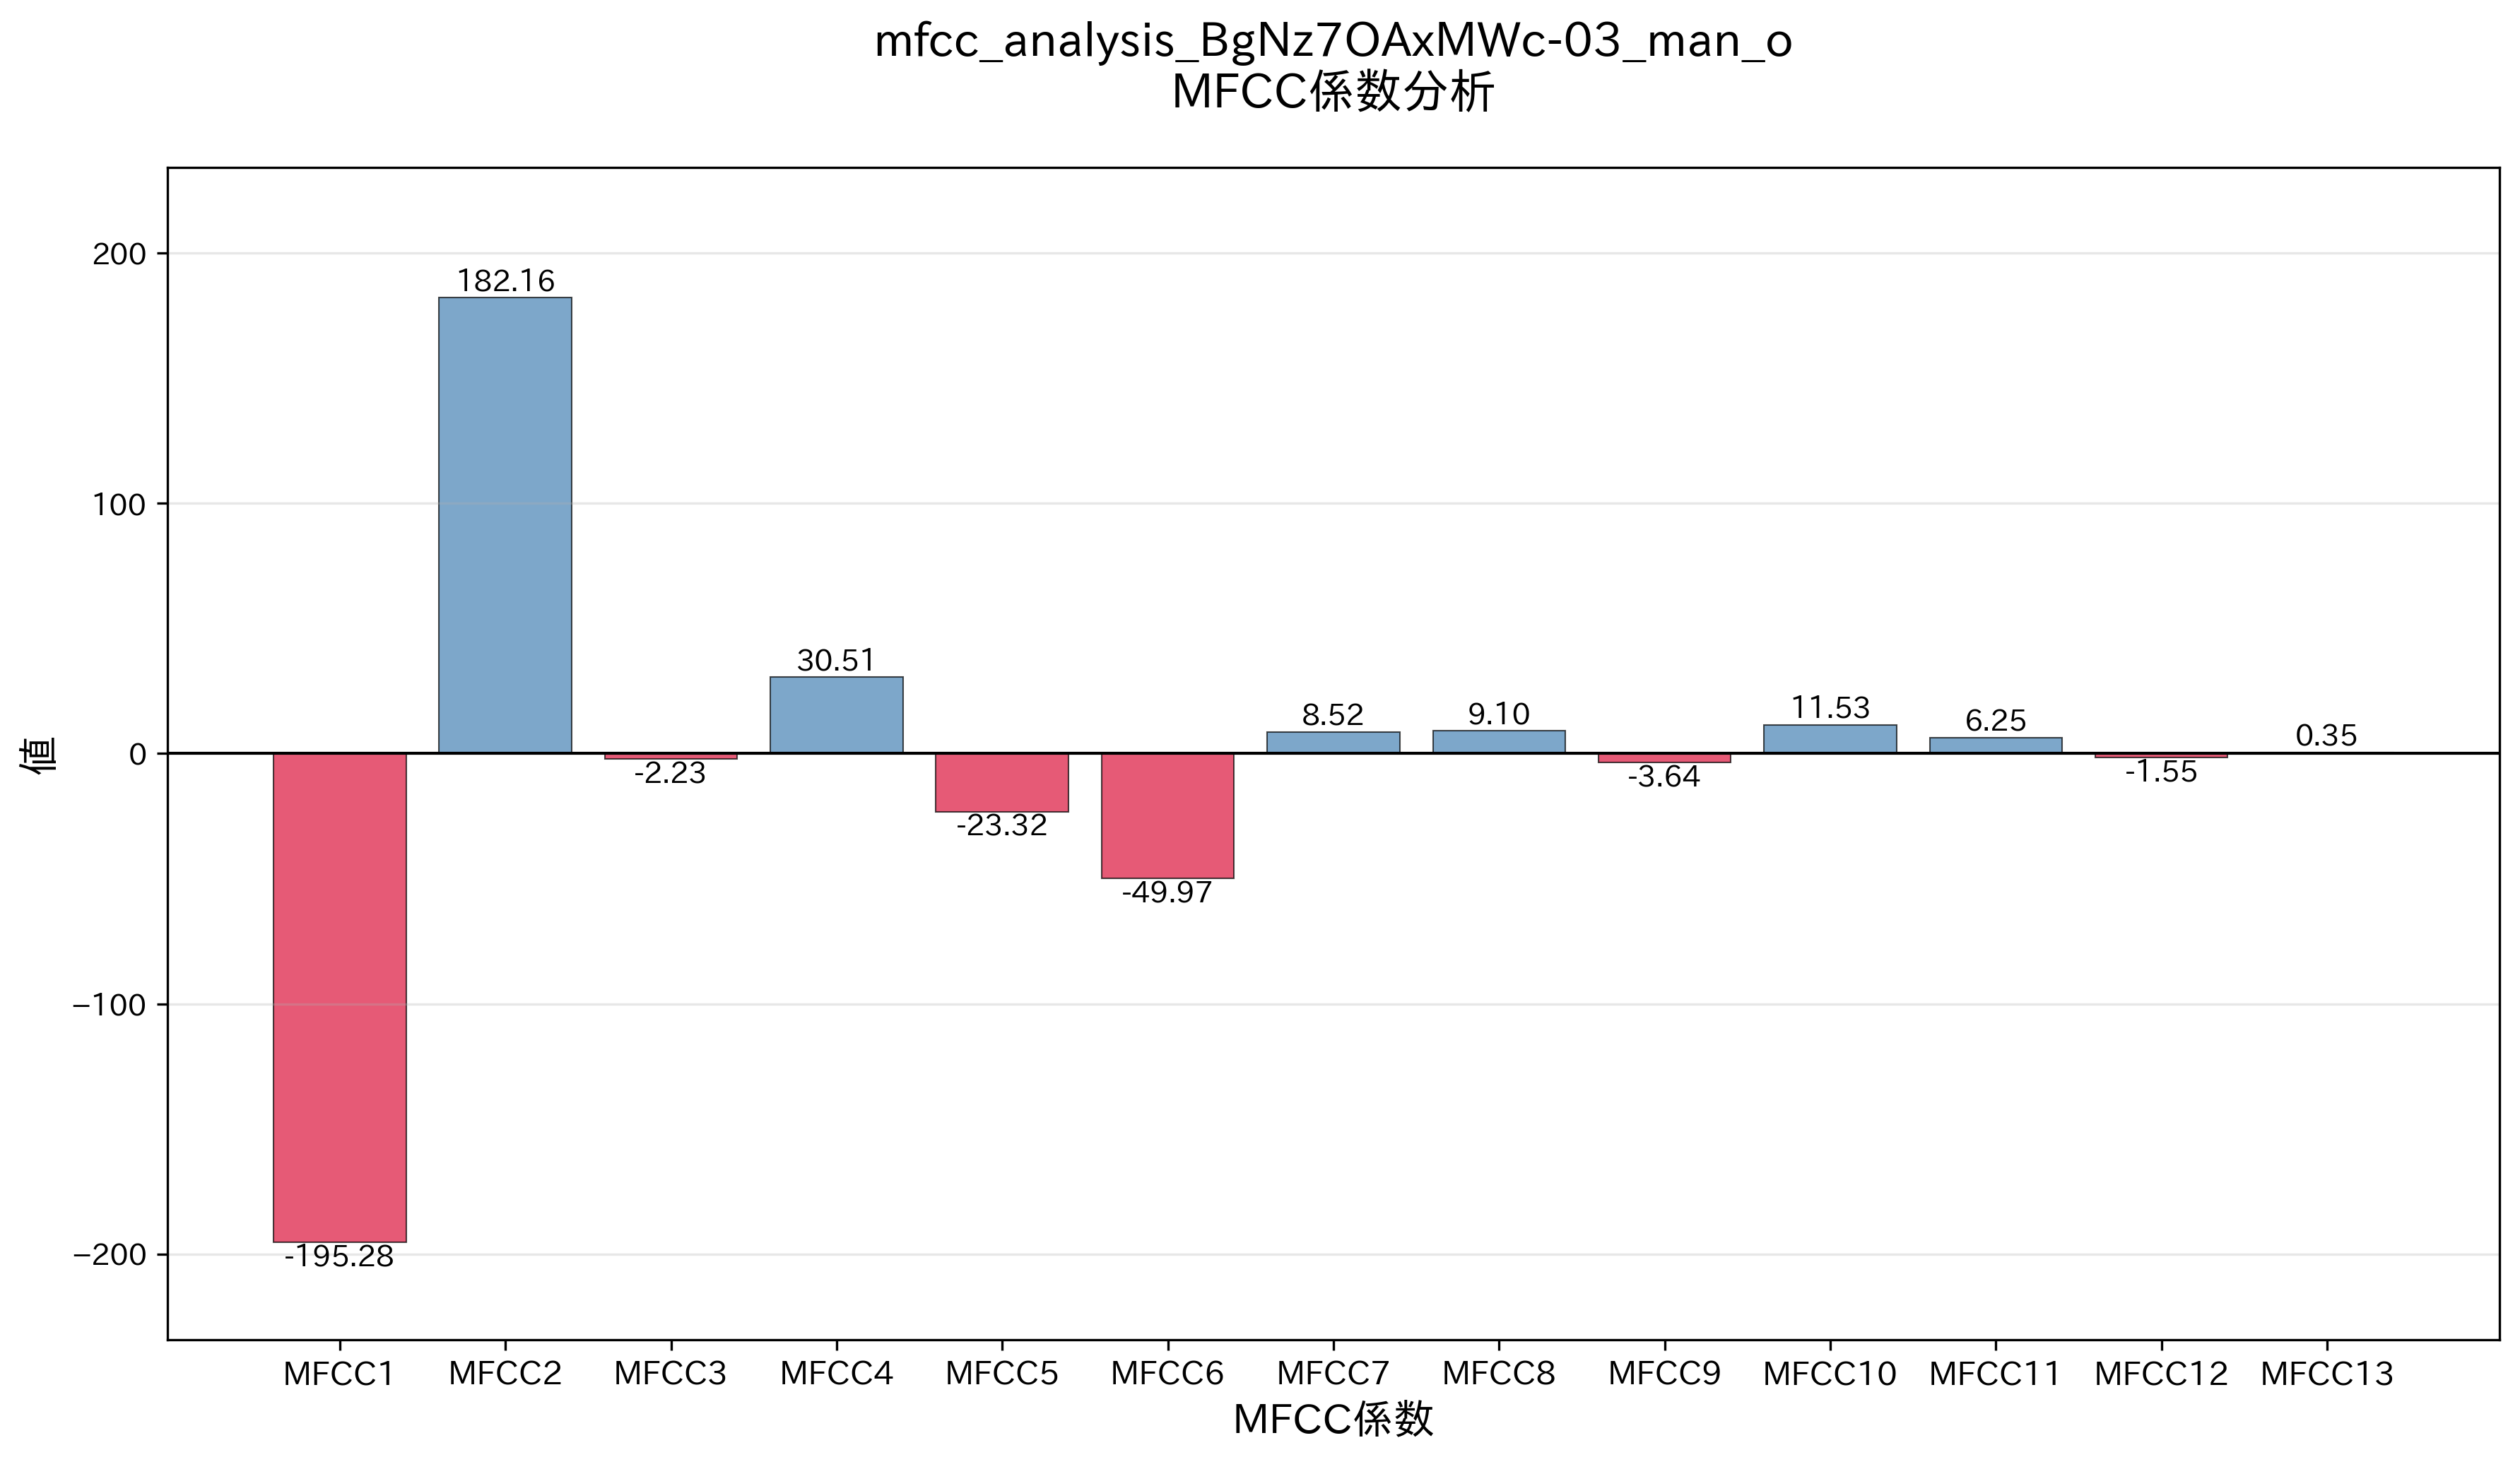 mfcc_analysis_BgNz7OAxMWc-03_man_o
MFCC係数分析
値
200
100
0
−100
−200
-195.28
182.16
-2.23
30.51
-23.32
-49.97
8.52
9.10
-3.64
11.53
6.25
-1.55
0.35
MFCC1
MFCC2
MFCC3
MFCC4
MFCC5
MFCC6
MFCC7
MFCC8
MFCC9
MFCC10
MFCC11
MFCC12
MFCC13
MFCC係数